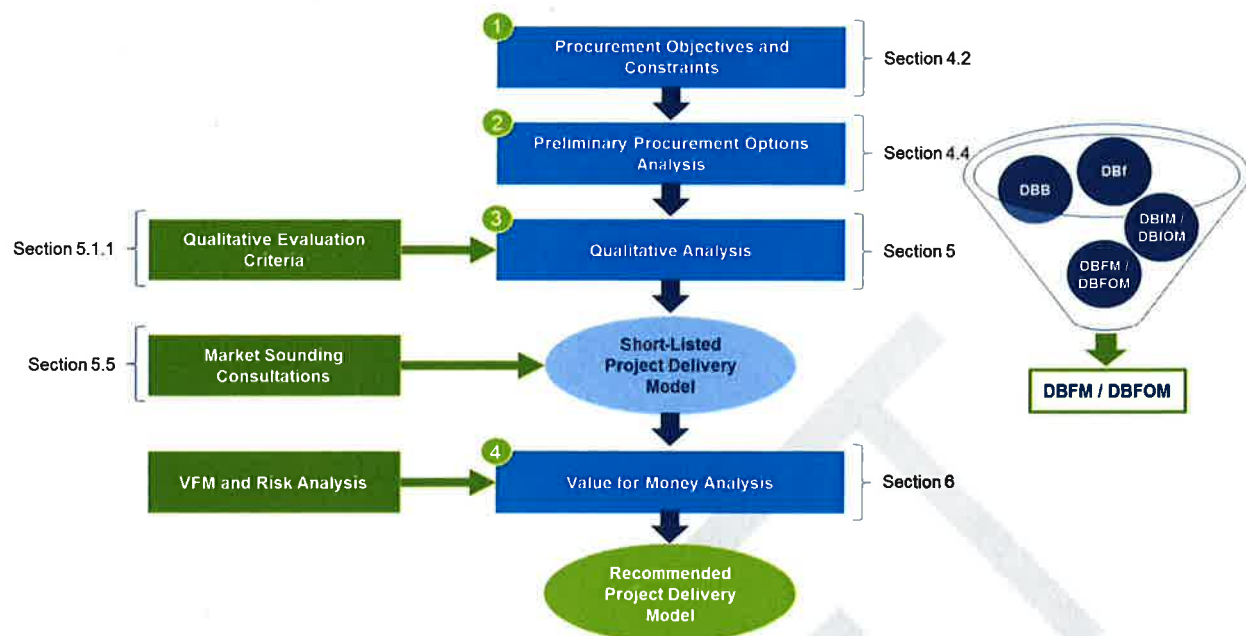 1
Procurement Objectives and
Constraints
Section 4.2
2
Preliminary Procurement Options
Analysis
Section 4.4
Section 5.1.1
Qualitative Evaluation
Criteria
3
Qualitative Analysis
Section 5
Section 5.5
Market Sounding
Consultations
Short-Listed
Project Delivery
Model
VFM and Risk Analysis
4
Value for Money Analysis
Section 6
Recommended
Project Delivery
Model
DBB
DBf
DBfM /
DBfOM
DBFM /
DBFOM
DBFM / DBFOM